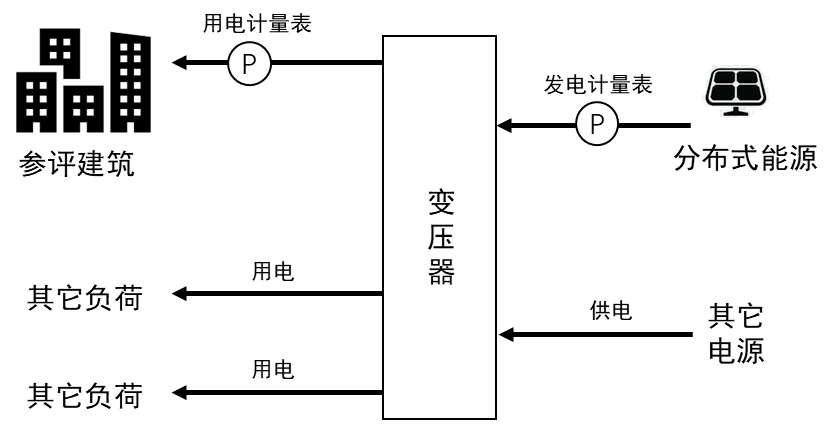 用电计量表
P
参评建筑
发电计量表
P
分布式能源
变
压
器
其它负荷
用电
供电
其它
电源
其它负荷
用电